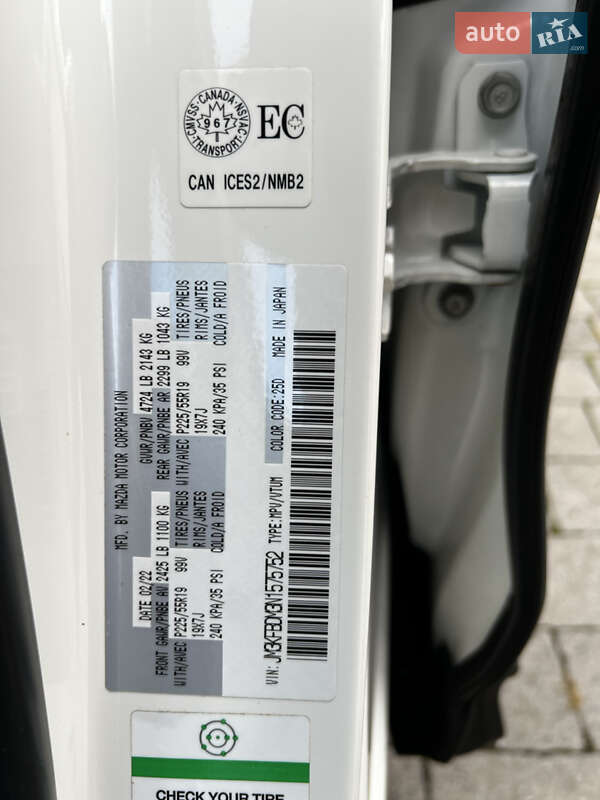 auto RIA .com
CMVSS · CANADA · NSVAC
967
TRANSPORT
EC
CAN ICES2/NMB2
MFD. BY MAZDA MOTOR CORPORATION
DATE 02/22 GVWR/PNBV 4724 LB 2143 KG
FRONT GAWR/PNBE AV 2425 LB 1100 KG REAR GAWR/PNBE AR 2299 LB 1043 KG
WITH/AVEC P225/55R19 99V TIRES/PNEUS WITH/AVEC P225/55R19 99V TIRES/PNEUS
19X7J RIMS/JANTES 19X7J RIMS/JANTES
240 KPA/35 PSI COLD/A FROID 240 KPA/35 PSI COLD/A FROID
VIN: JM3KFBDM3N1575752 TYPE:MPV/VTUM COLOR CODE:25D MADE IN JAPAN
CHECK YOUR TIRE